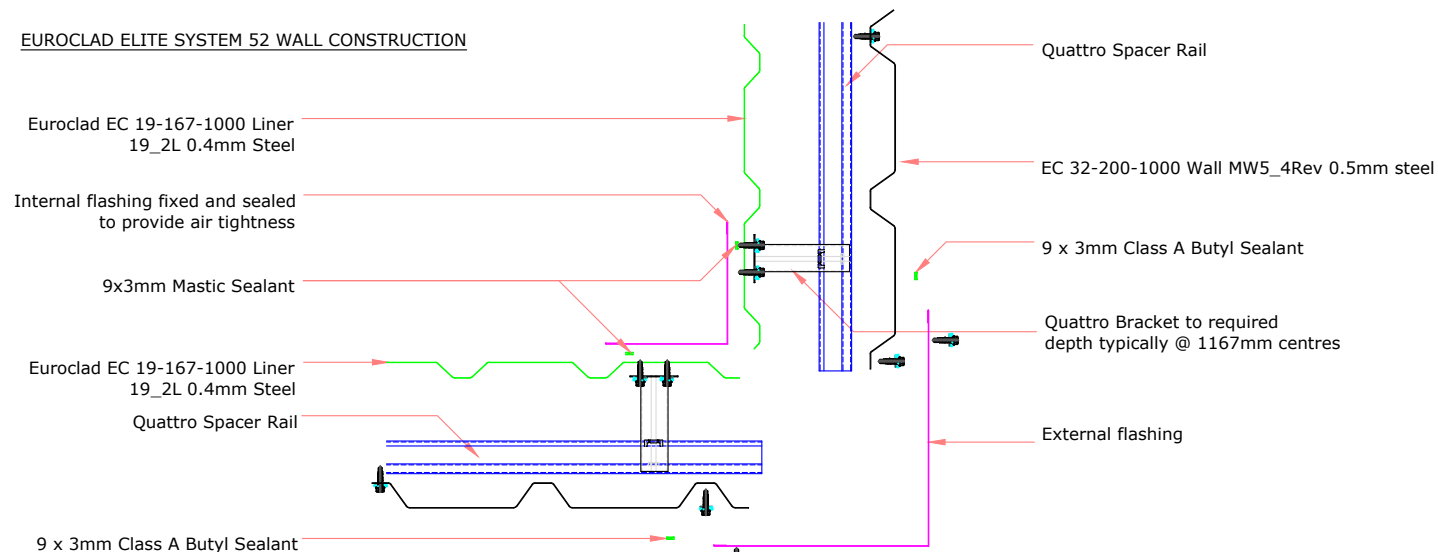 EUROCLAD ELITE SYSTEM 52 WALL CONSTRUCTION
Euroclad EC 19-167-1000 Liner
19_2L 0.4mm Steel
Internal flashing fixed and sealed
to provide air tightness
9x3mm Mastic Sealant
Euroclad EC 19-167-1000 Liner
19_2L 0.4mm Steel
Quattro Spacer Rail
9 x 3mm Class A Butyl Sealant
Quattro Spacer Rail
EC 32-200-1000 Wall MW5_4Rev 0.5mm steel
9 x 3mm Class A Butyl Sealant
Quattro Bracket to required
depth typically @ 1167mm centres
External flashing